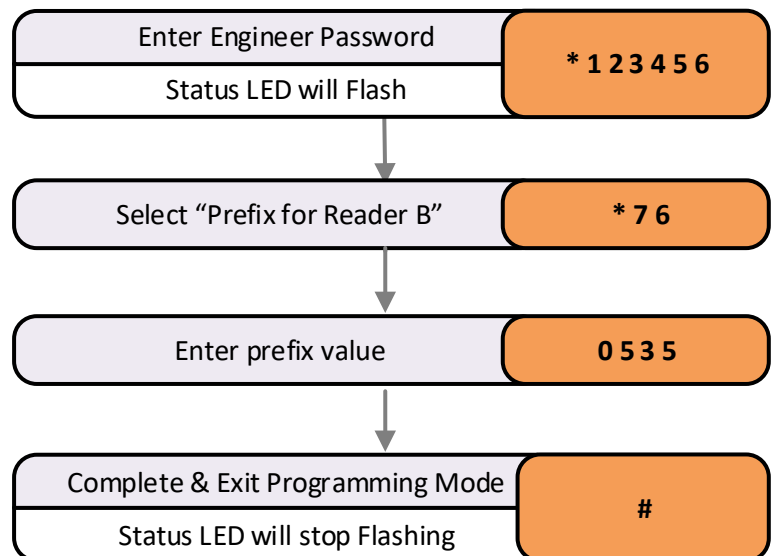 Enter Engineer Password
* 1 2 3 4 5 6
Status LED will Flash
Select “Prefix for Reader B”
* 7 6
Enter prefix value
0 5 3 5
Complete & Exit Programming Mode
#
Status LED will stop Flashing